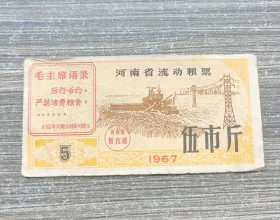 毛主席语录
厉行节约
严禁浪费粮食
......
河南省流动粮票
伍市斤
5
1967